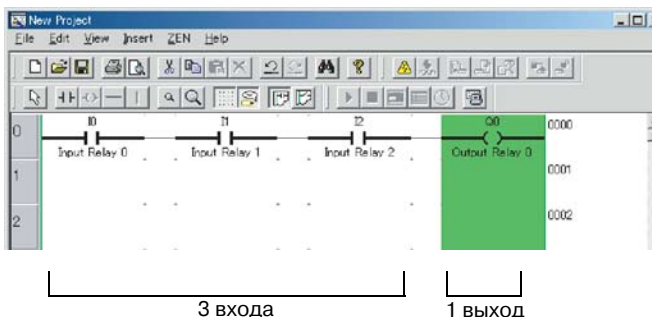 New Project
File Edit View Insert ZEN Help
0 I0 I1 I2 Q0 0000
Input Relay 0 Input Relay 1 Input Relay 2 Output Relay 0
1 0001
2 0002
3 входа 1 выход